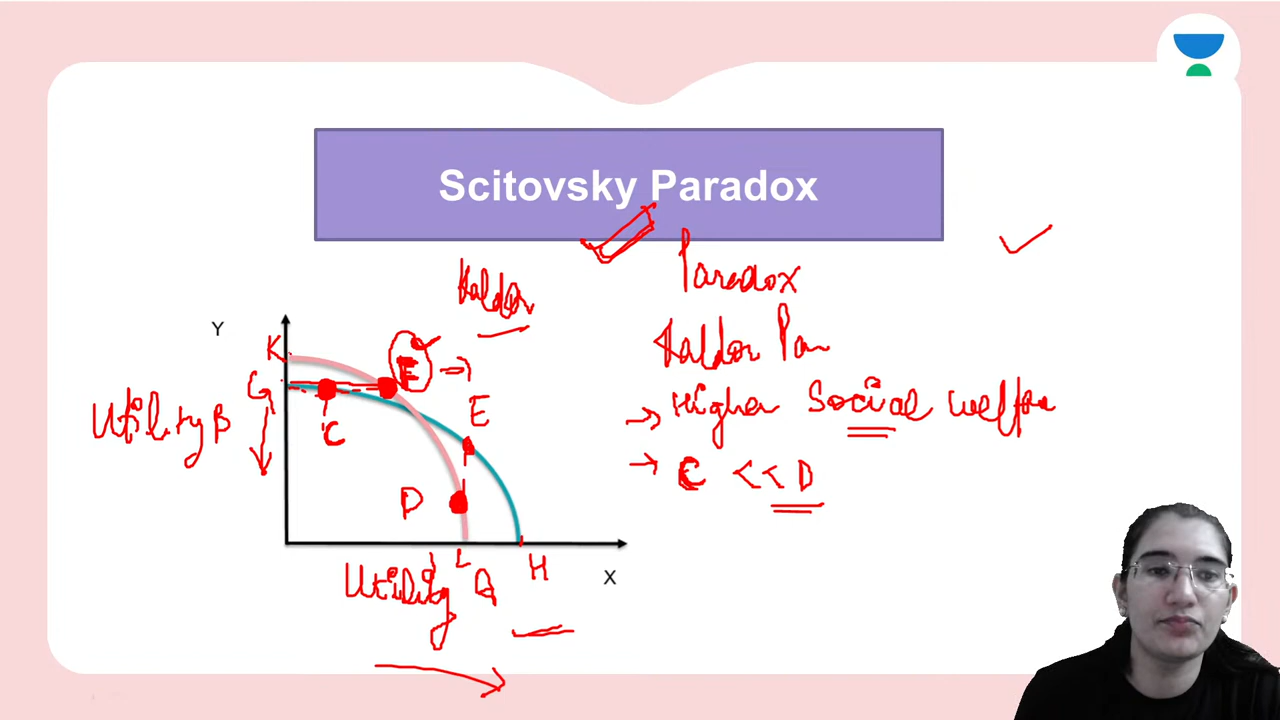 Scitovsky Paradox
Paradox
Kaldor
Kaldor Par
Y
K
E
G
E
→ Higher Social Welfare
Utility B
C
→ C << D
D
L
H
X
Utility A